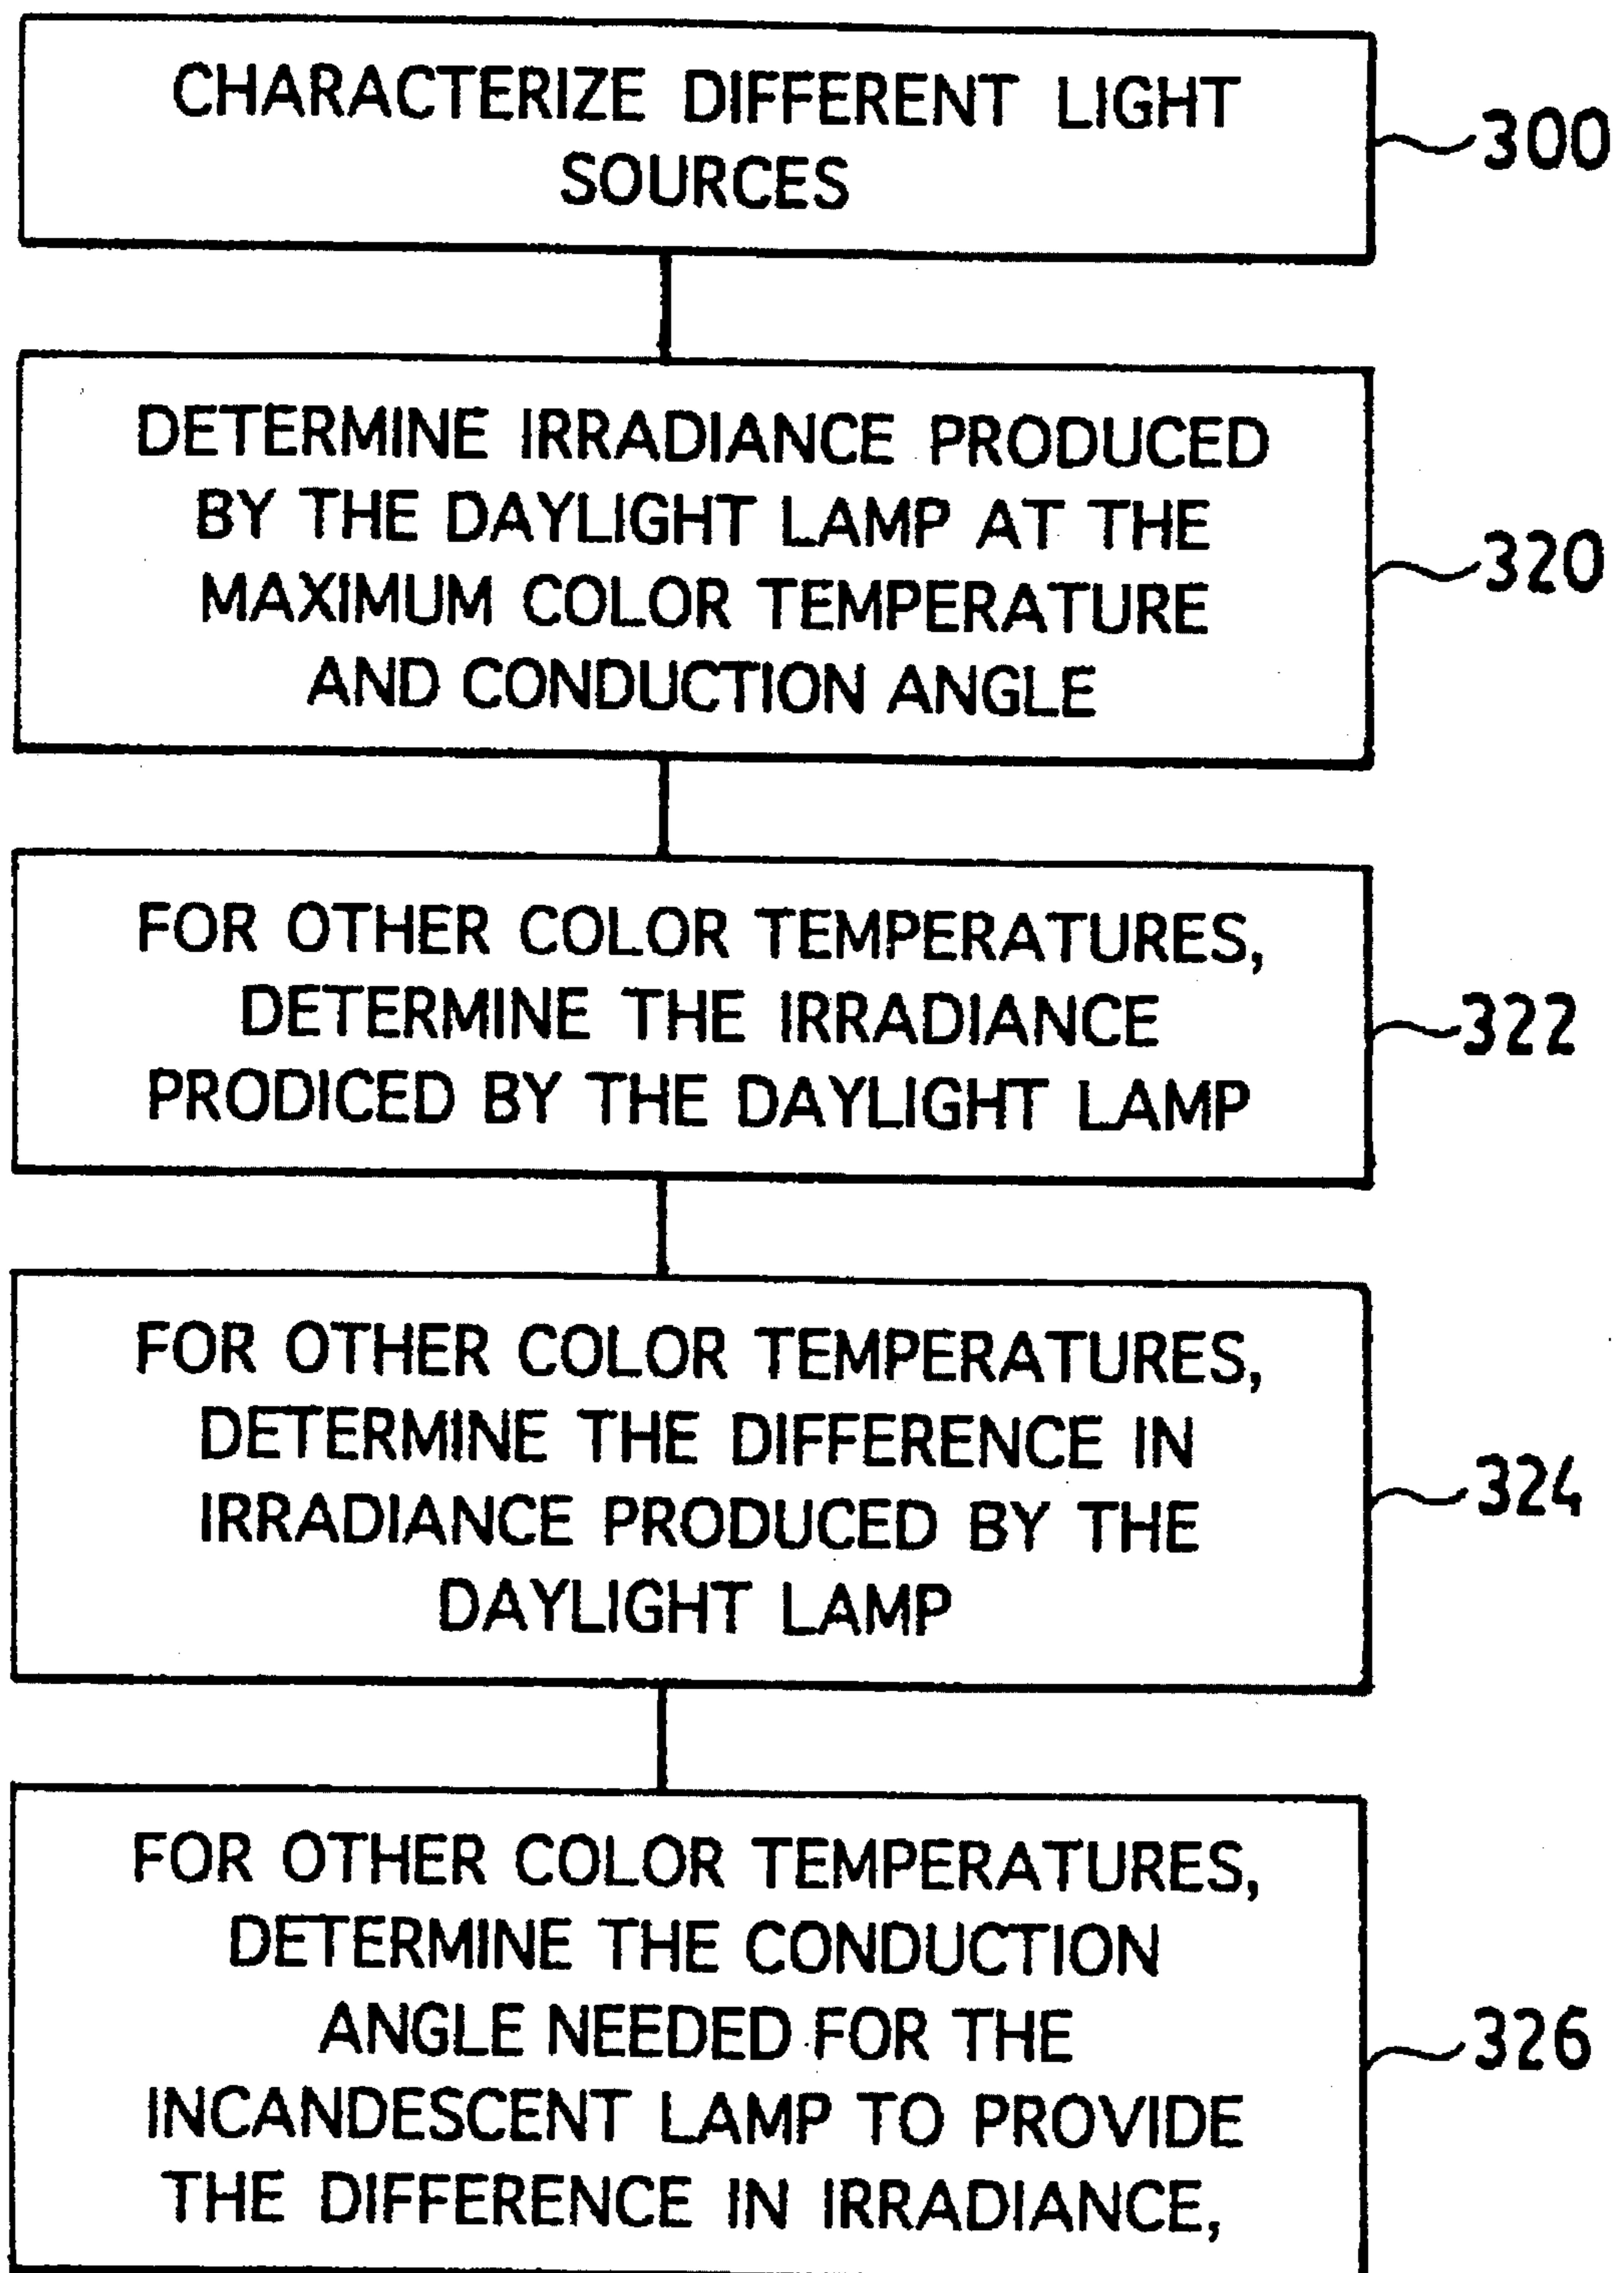 CHARACTERIZE DIFFERENT LIGHT
SOURCES
300
DETERMINE IRRADIANCE PRODUCED
BY THE DAYLIGHT LAMP AT THE
MAXIMUM COLOR TEMPERATURE
AND CONDUCTION ANGLE
320
FOR OTHER COLOR TEMPERATURES,
DETERMINE THE IRRADIANCE
PRODICED BY THE DAYLIGHT LAMP
322
FOR OTHER COLOR TEMPERATURES,
DETERMINE THE DIFFERENCE IN
IRRADIANCE PRODUCED BY THE
DAYLIGHT LAMP
324
FOR OTHER COLOR TEMPERATURES,
DETERMINE THE CONDUCTION
ANGLE NEEDED FOR THE
INCANDESCENT LAMP TO PROVIDE
THE DIFFERENCE IN IRRADIANCE,
326